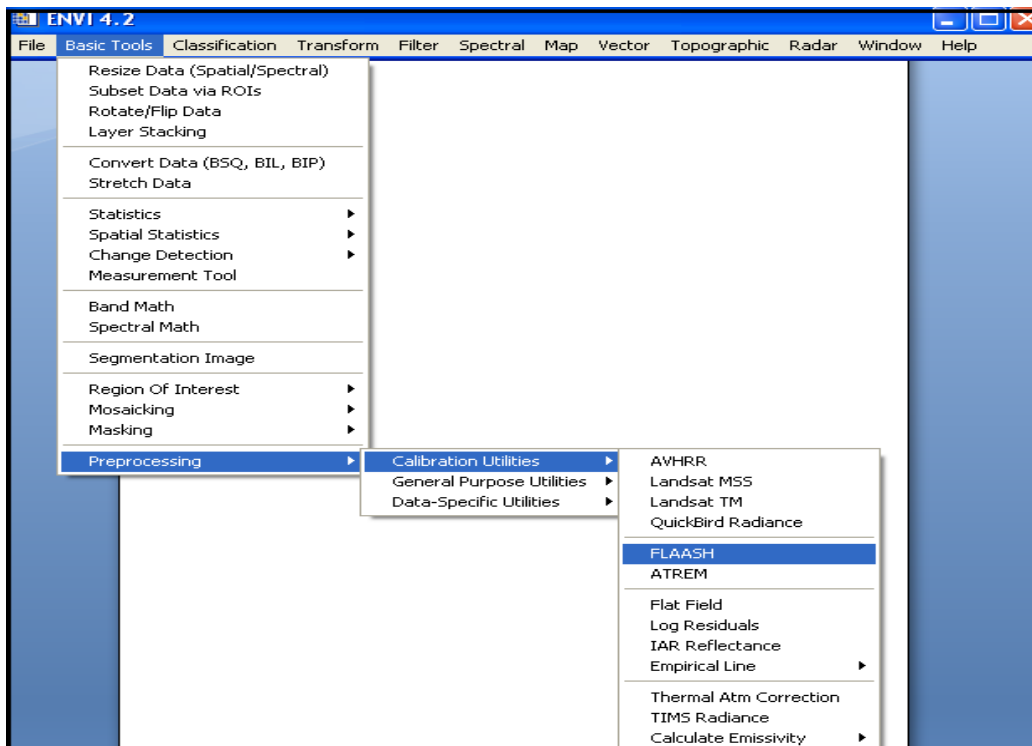 ENVI 4.2
File Basic Tools Classification Transform Filter Spectral Map Vector Topographic Radar Window Help
Resize Data (Spatial/Spectral)
Subset Data via ROIs
Rotate/Flip Data
Layer Stacking
Convert Data (BSQ, BIL, BIP)
Stretch Data
Statistics
Spatial Statistics
Change Detection
Measurement Tool
Band Math
Spectral Math
Segmentation Image
Region Of Interest
Mosaicking
Masking
Preprocessing
Calibration Utilities
General Purpose Utilities
Data-Specific Utilities
AVHRR
Landsat MSS
Landsat TM
QuickBird Radiance
FLAASH
ATREM
Flat Field
Log Residuals
IAR Reflectance
Empirical Line
Thermal Atm Correction
TIMS Radiance
Calculate Emissivity